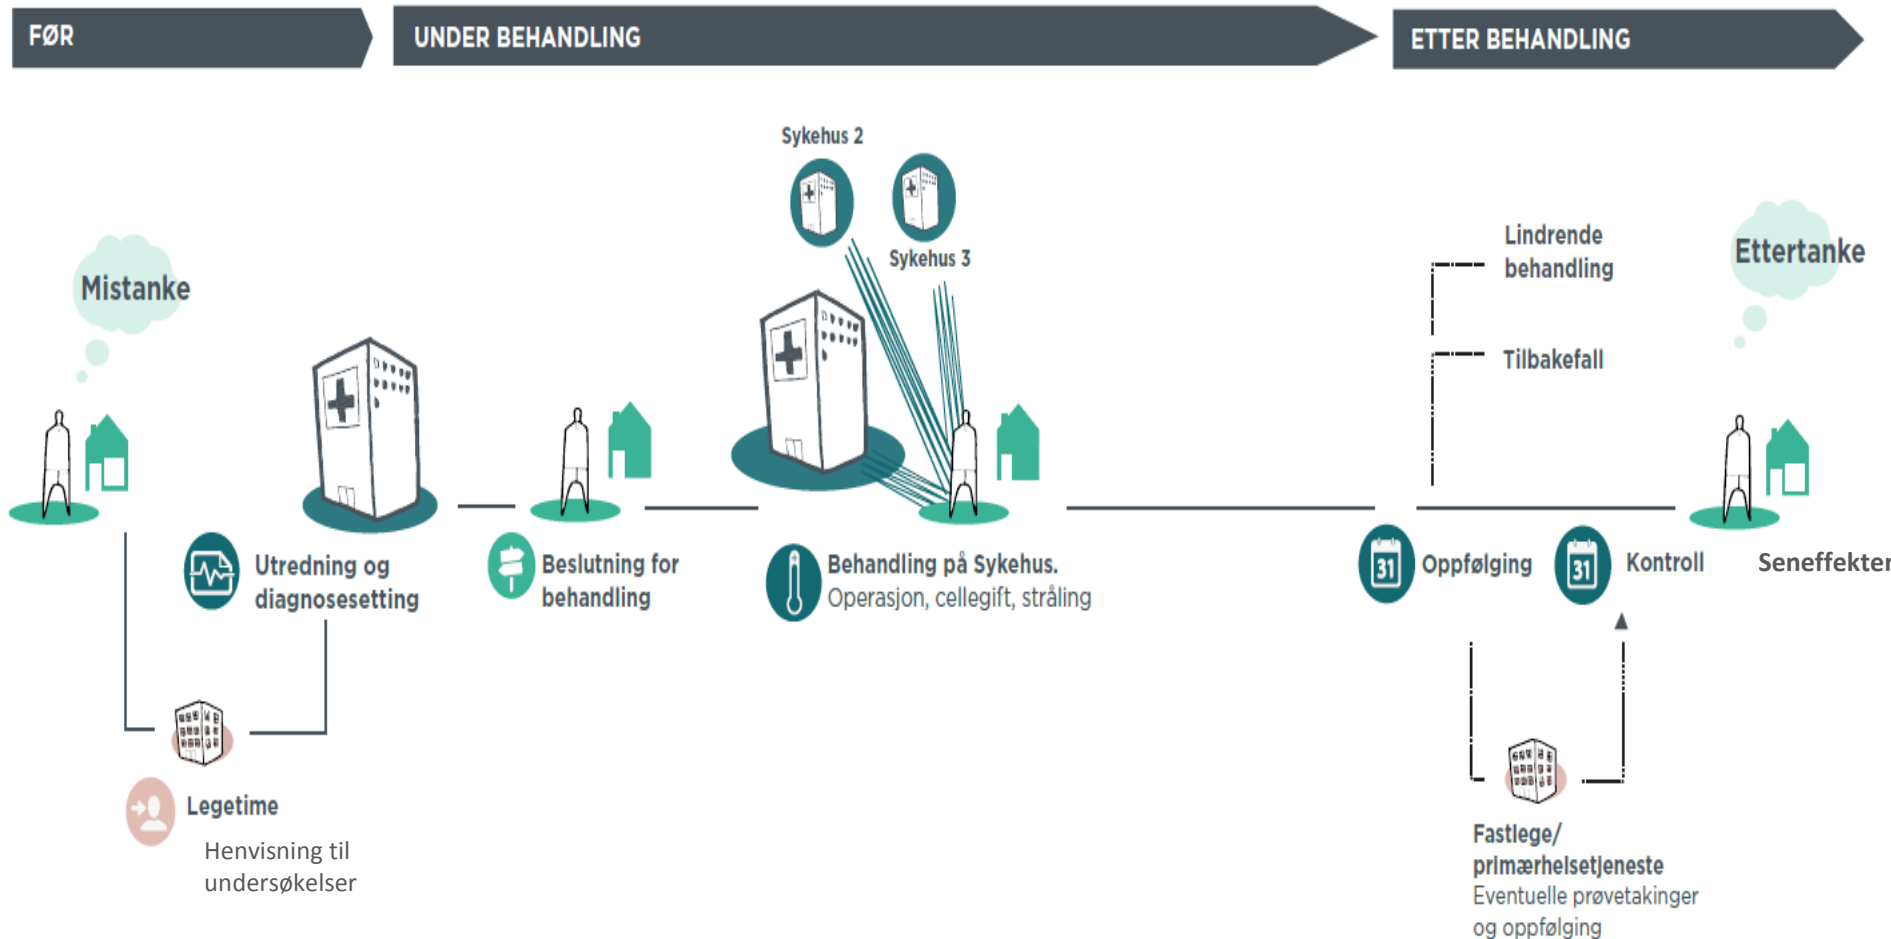 FØR
UNDER BEHANDLING
ETTER BEHANDLING
Mistanke
Utredning og
diagnosesetting
Legetime
Henvisning til
undersøkelser
Beslutning for
behandling
Sykehus 2
Sykehus 3
Behandling på Sykehus.
Operasjon, cellegift, stråling
Lindrende
behandling
Tilbakefall
Ettertanke
31
Oppfølging
31
Kontroll
Seneffekter
Fastlege/
primærhelsetjeneste
Eventuelle prøvetakinger
og oppfølging